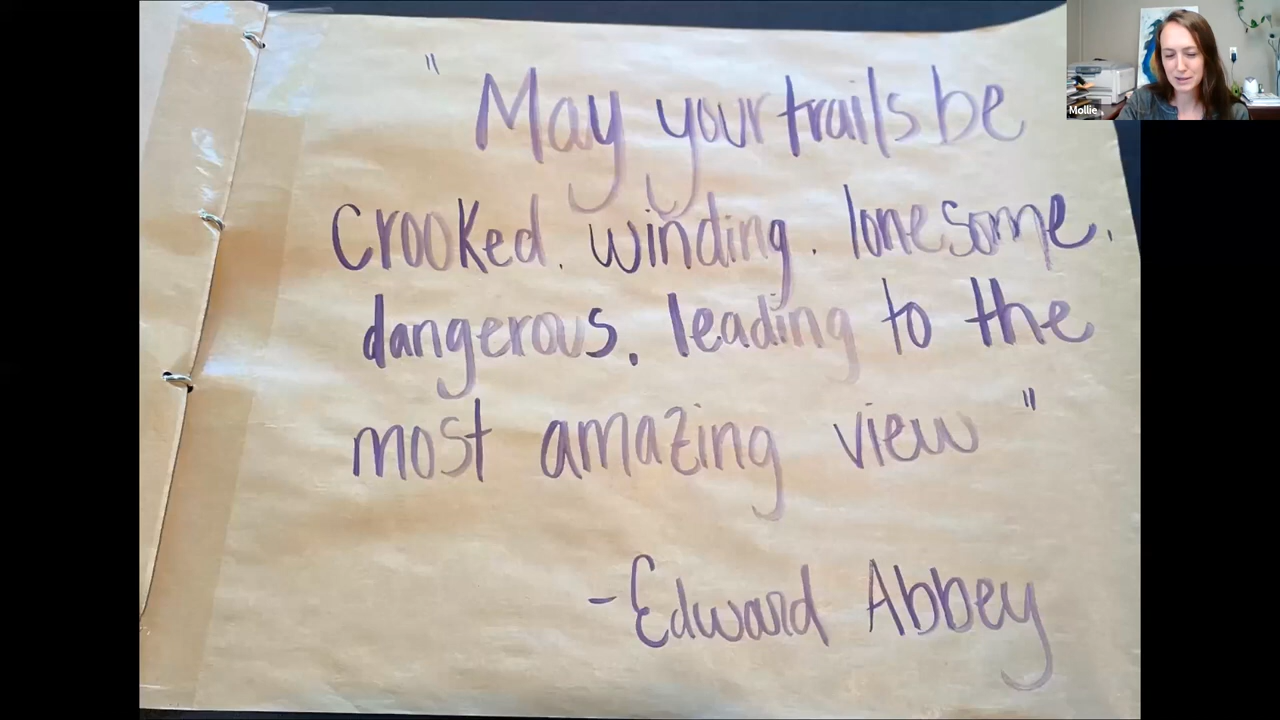 "May your trails be
crooked. winding. lonesome.
dangerous. leading to the
most amazing view"
-Edward Abbey
Mollie